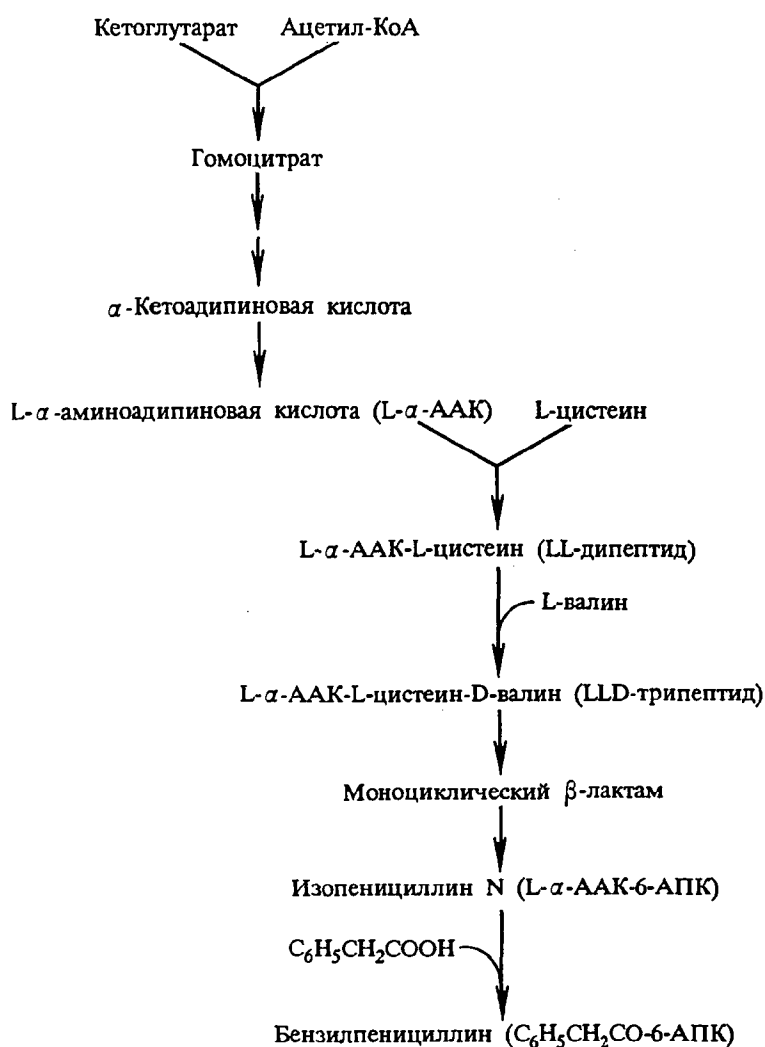 Кетоглутарат Ацетил-КоА
Гомоцитрат
α-Кетоадипиновая кислота
L-α-аминоадипиновая кислота (L-α-ААК) L-цистеин
L-α-ААК-L-цистеин (LL-дипептид)
L-валин
L-α-ААК-L-цистеин-D-валин (LLD-трипептид)
Моноциклический β-лактам
Изопенициллин N (L-α-ААК-6-АПК)
C₆H₅CH₂COOH
Бензилпенициллин (C₆H₅CH₂CO-6-АПК)